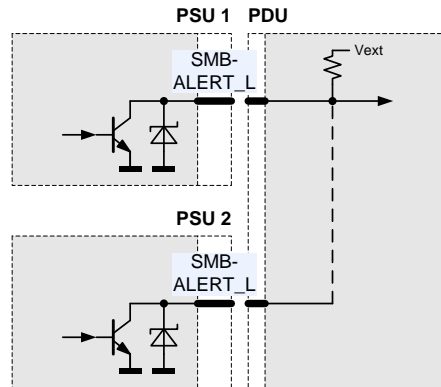 PSU 1 PDU
SMB-
ALERT_L
Vext
PSU 2
SMB-
ALERT_L